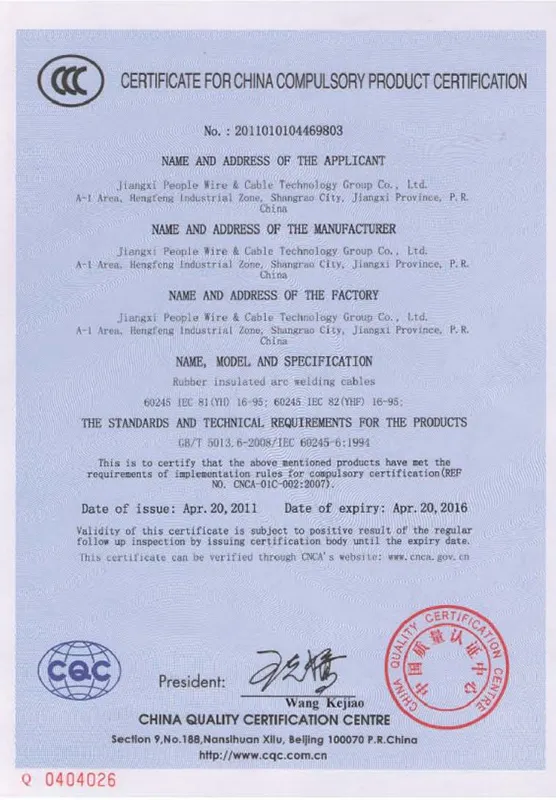 CCC
CERTIFICATE FOR CHINA COMPULSORY PRODUCT CERTIFICATION
No. : 2011010104469803
NAME AND ADDRESS OF THE APPLICANT
Jiangxi People Wire & Cable Technology Group Co., Ltd.
A-1 Area, Hengfeng Industrial Zone, Shangrao City, Jiangxi Province, P.R.
China
NAME AND ADDRESS OF THE MANUFACTURER
Jiangxi People Wire & Cable Technology Group Co., Ltd.
A-1 Area, Hengfeng Industrial Zone, Shangrao City, Jiangxi Province, P.R.
China
NAME AND ADDRESS OF THE FACTORY
Jiangxi People Wire & Cable Technology Group Co., Ltd.
A-1 Area, Hengfeng Industrial Zone, Shangrao City, Jiangxi Province, P.R.
China
NAME, MODEL AND SPECIFICATION
Rubber insulated arc welding cables
60245 IEC 81(YH) 16-95; 60245 IEC 82(YHF) 16-95;
THE STANDARDS AND TECHNICAL REQUIREMENTS FOR THE PRODUCTS
GB/T 5013.6-2008/IEC 60245-6:1994
This is to certify that the above mentioned products have met the
requirements of implementation rules for compulsory certification(REF
NO. CNCA-01C-002:2007).
Date of issue: Apr.20,2011 Date of expiry: Apr.20,2016
Validity of this certificate is subject to positive result of the regular
follow up inspection by issuing certification body until the expiry date.
This certificate can be verified through CNCA's website: www.cnca.gov.cn
CHINA QUALITY CERTIFICATION CENTRE
中国质量认证中心
CQC
President:
Wang Kejiao
CHINA QUALITY CERTIFICATION CENTRE
Section 9,No.188,Nansihuan Xilu, Beijing 100070 P.R.China
http://www.cqc.com.cn
Q 0404026